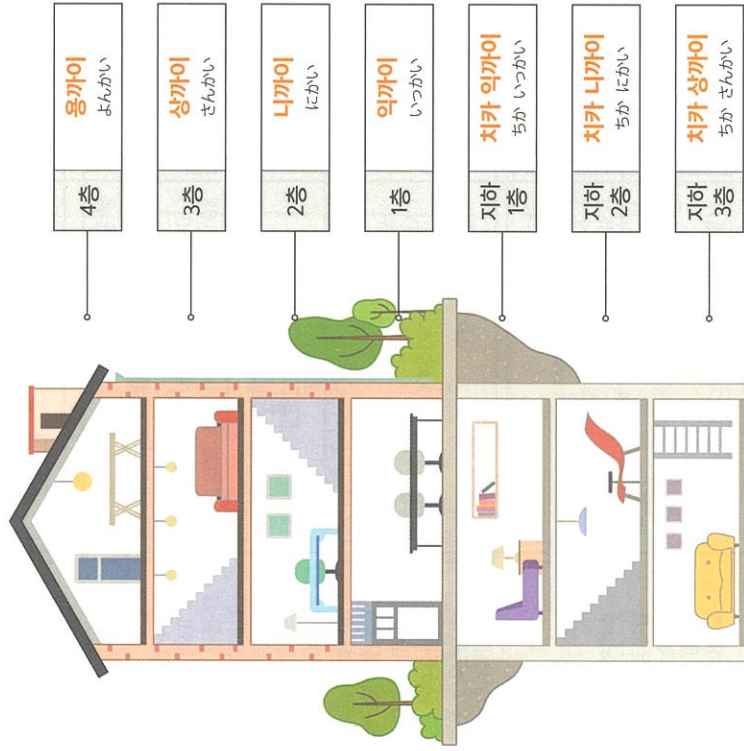 4층
용까이
よんかい
3층
상까이
さんかい
2층
니까이
にかい
1층
익까이
いっかい
지하
1층
치카 익까이
ちか いっかい
지하
2층
치카 니까이
ちか にかい
지하
3층
치카 상까이
ちか さんかい